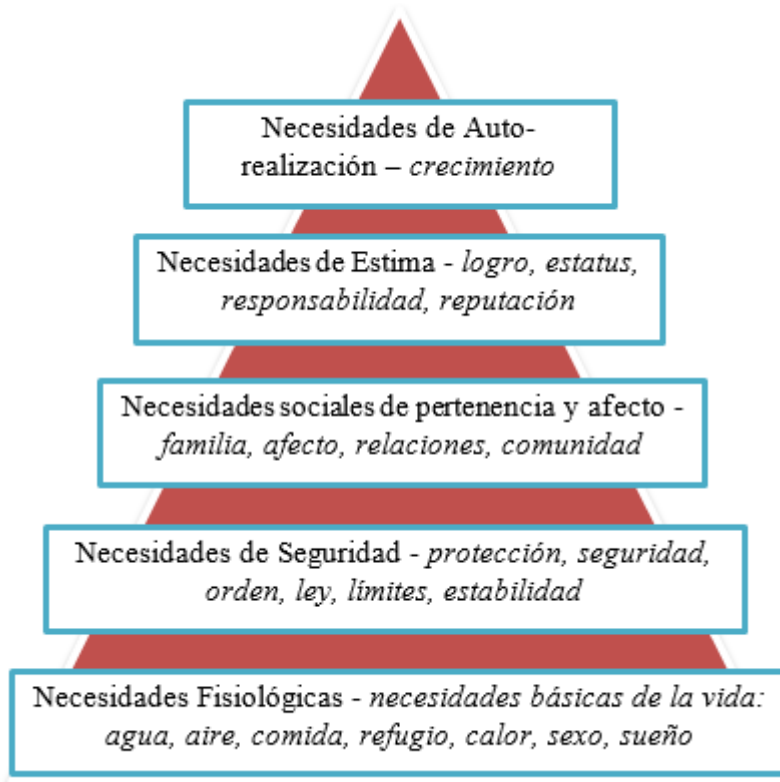 Necesidades de Auto-
realización – crecimiento
Necesidades de Estima - logro, estatus,
responsabilidad, reputación
Necesidades sociales de pertenencia y afecto -
familia, afecto, relaciones, comunidad
Necesidades de Seguridad - protección, seguridad,
orden, ley, límites, estabilidad
Necesidades Fisiológicas - necesidades básicas de la vida:
agua, aire, comida, refugio, calor, sexo, sueño